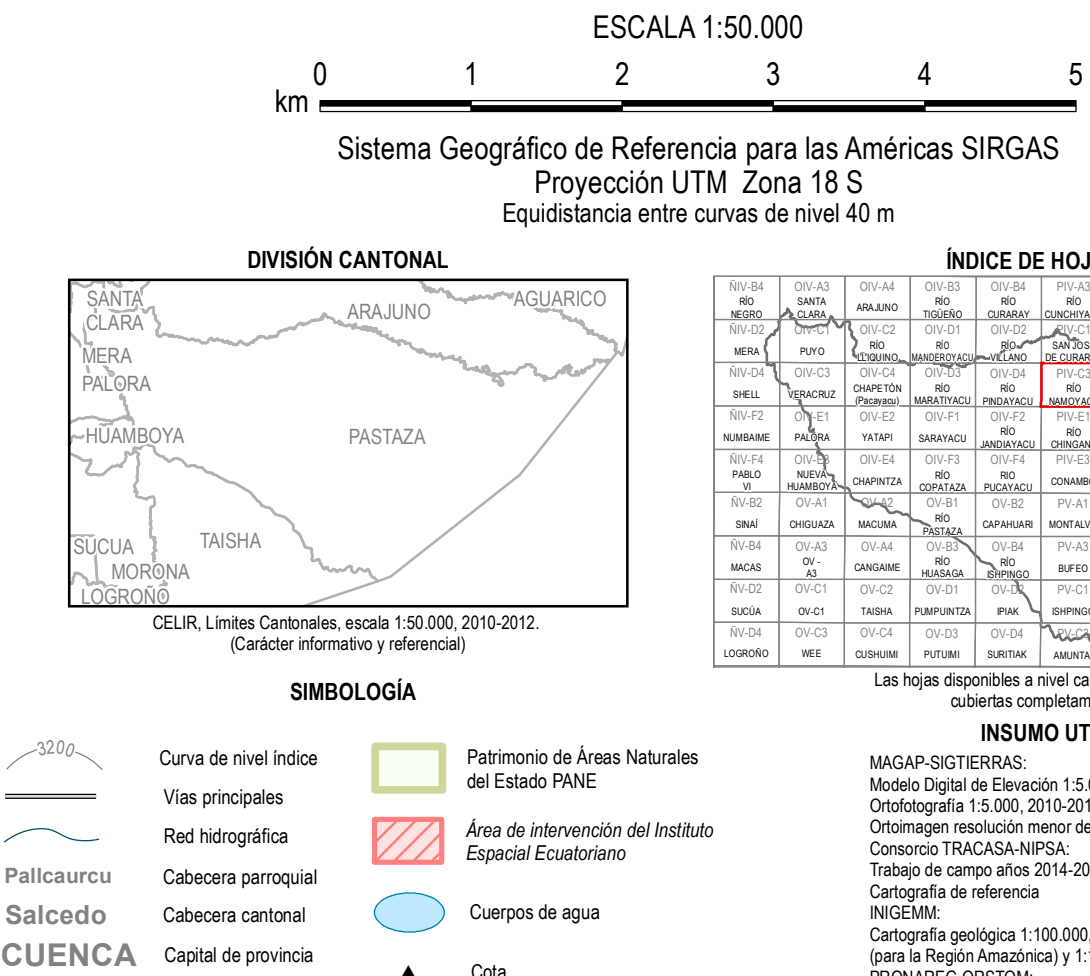 ESCALA 1:50.000
0 1 2 3 4 5
km
Sistema Geográfico de Referencia para las Américas SIRGAS
Proyección UTM Zona 18 S
Equidistancia entre curvas de nivel 40 m
DIVISIÓN CANTONAL
SANTA
CLARA
ARAJUNO
AGUARICO
MERA
PALORA
HUAMBOYA
PASTAZA
SUCUA
TAISHA
MORONA
LOGROÑO
CELIR, Límites Cantonales, escala 1:50.000, 2010-2012.
(Carácter informativo y referencial)
ÍNDICE DE HOJ
ÑIV-B4 OIV-A3 OIV-A4 OIV-B3 OIV-B4 PIV-A3
RÍO NEGRO SANTA CLARA ARAJUNO RÍO TIGÜEÑO RÍO CURARAY RÍO CUNCHIYA
ÑIV-D2 OIV-C1 OIV-C2 OIV-D1 OIV-D2 PIV-C1
MERA PUYO RÍO LLIQUINO RÍO MANDEROYACU RÍO VILLANO SAN JOS DE CURAR
ÑIV-D4 OIV-C3 OIV-C4 OIV-D3 OIV-D4 PIV-C3
SHELL VERACRUZ CHAPETÓN (Pacayacu) RÍO MARATIYACU RÍO PINDAYACU RÍO NAMOYAC
ÑIV-F2 OIV-E1 OIV-E2 OIV-F1 OIV-F2 PIV-E1
NUMBAIME PALORA YATAPI SARAYACU RÍO JANDIAYACU RÍO CHINGAN
ÑIV-F4 OIV-E3 OIV-E4 OIV-F3 OIV-F4 PIV-E3
PABLO VI NUEVA HUAMBOYA CHAPINTZA RÍO COPATAZA RIO PUCAYACU CONAMBO
ÑV-B2 OV-A1 OV-A2 OV-B1 OV-B2 PV-A1
SINAÍ CHIGUAZA MACUMA RÍO PASTAZA CAPAHUARI MONTALV
ÑV-B4 OV-A3 OV-A4 OV-B3 OV-B4 PV-A3
MACAS OV - A3 CANGAIME RÍO HUASAGA RÍO ISHPINGO BUFEO
ÑV-D2 OV-C1 OV-C2 OV-D1 OV-D2 PV-C1
SUCÚA OV-C1 TAISHA PUMPUINTZA IPIAK ISHPINGO
ÑV-D4 OV-C3 OV-C4 OV-D3 OV-D4 PV-C3
LOGROÑO WEE CUSHUIMI PUTUIMI SURITIAK AMUNTA
Las hojas disponibles a nivel ca
cubiertas completam
SIMBOLOGÍA
3200
Curva de nivel índice
Vías principales
Red hidrográfica
Pallcaurcu Cabecera parroquial
Salcedo Cabecera cantonal
CUENCA Capital de provincia
Patrimonio de Áreas Naturales
del Estado PANE
Área de intervención del Instituto
Espacial Ecuatoriano
Cuerpos de agua
Cota
INSUMO UT
MAGAP-SIGTIERRAS:
Modelo Digital de Elevación 1:5.0
Ortofotografía 1:5.000, 2010-201
Ortoimagen resolución menor de
Consorcio TRACASA-NIPSA:
Trabajo de campo años 2014-20
Cartografía de referencia
INIGEMM:
Cartografía geológica 1:100.000,
(para la Región Amazónica) y 1:1
PRONAREG-ORSTOM: